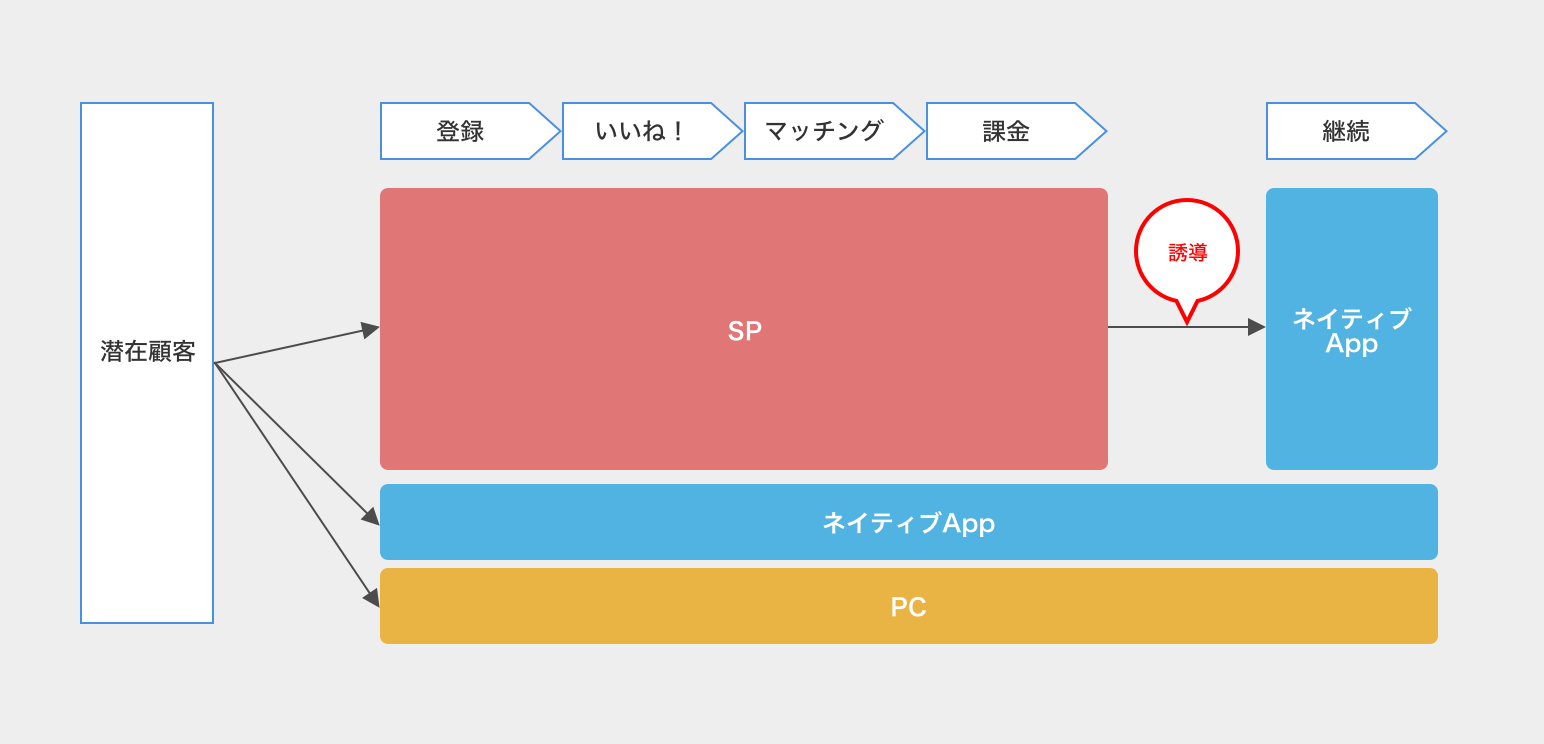 登録
いいね！
マッチング
課金
継続
誘導
潜在顧客
SP
ネイティブ
App
ネイティブApp
PC